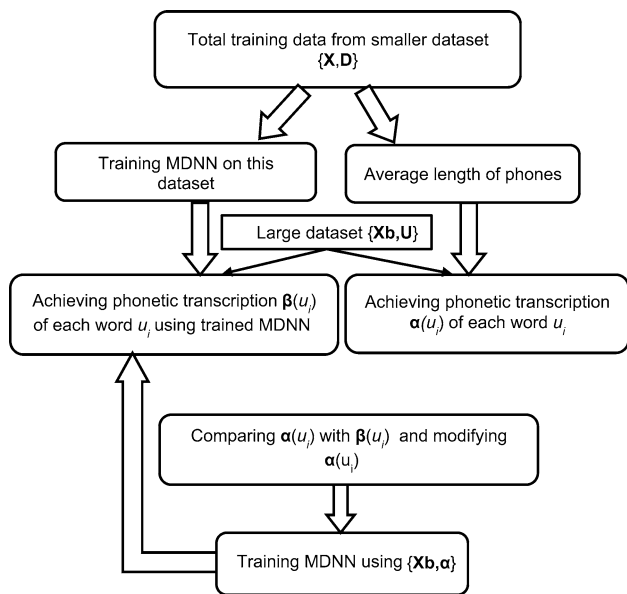 Total training data from smaller dataset
{X,D}
Training MDNN on this
dataset
Average length of phones
Large dataset {Xb,U}
Achieving phonetic transcription β(uᵢ)
of each word uᵢ using trained MDNN
Achieving phonetic transcription
α(uᵢ) of each word uᵢ
Comparing α(uᵢ) with β(uᵢ) and modifying
α(uᵢ)
Training MDNN using {Xb,α}